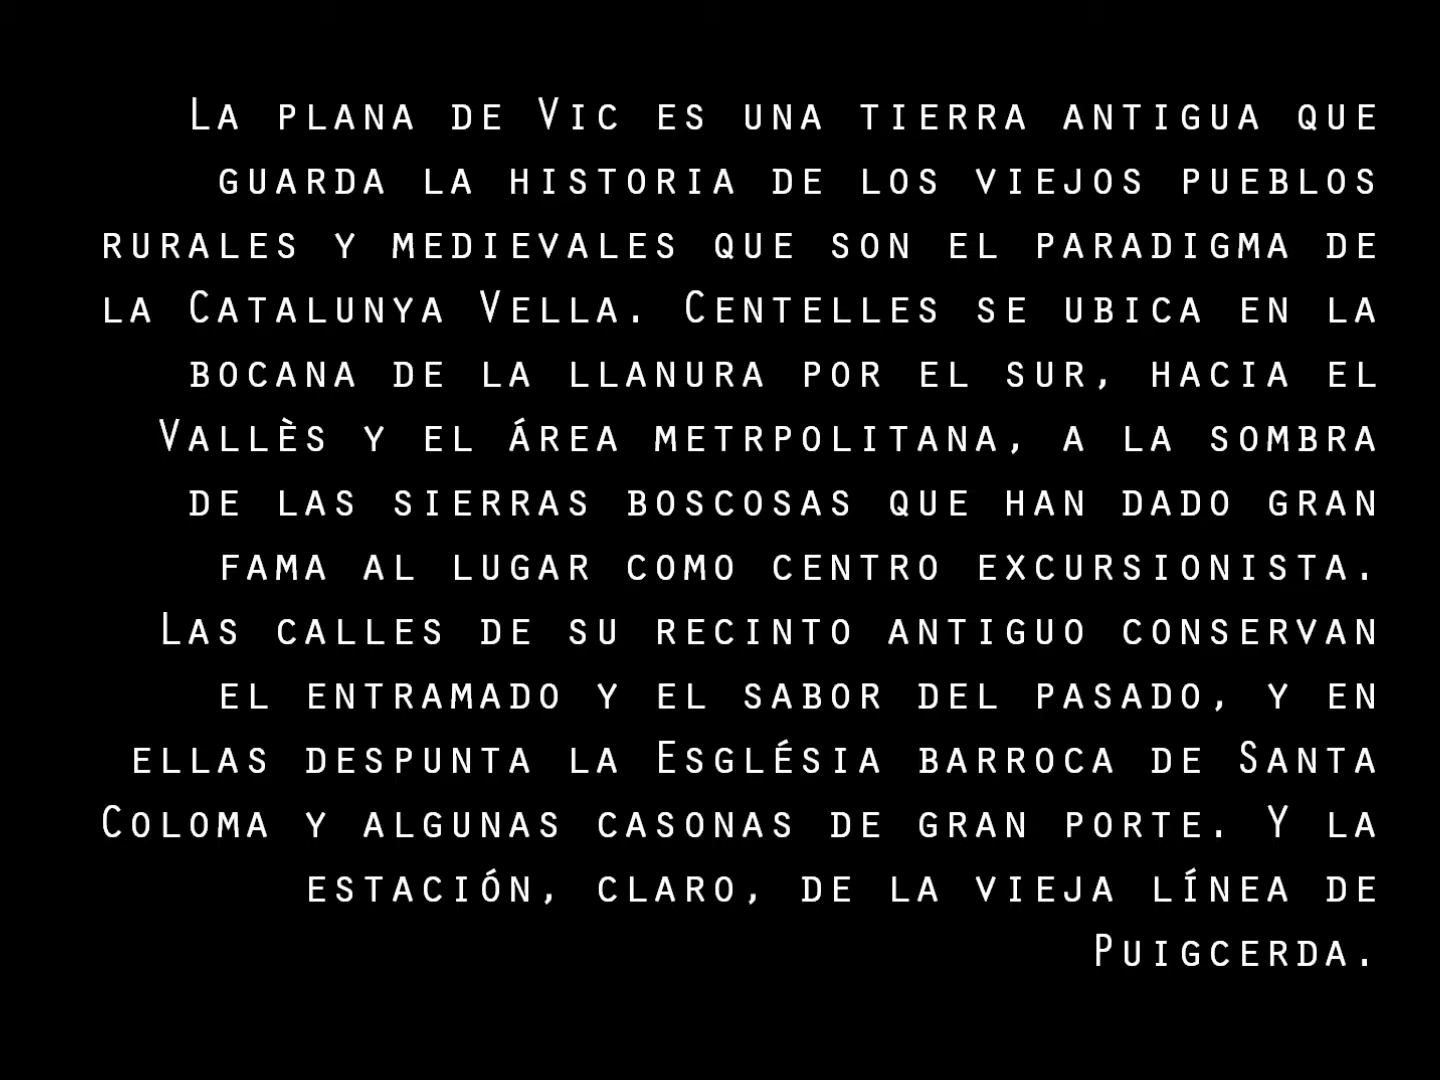 La plana de Vic es una tierra antigua que
guarda la historia de los viejos pueblos
rurales y medievales que son el paradigma de
la Catalunya Vella. Centelles se ubica en la
bocana de la llanura por el sur, hacia el
Vallès y el área metrpolitana, a la sombra
de las sierras boscosas que han dado gran
fama al lugar como centro excursionista.
Las calles de su recinto antiguo conservan
el entramado y el sabor del pasado, y en
ellas despunta la Església barroca de Santa
Coloma y algunas casonas de gran porte. Y la
estación, claro, de la vieja línea de
Puigcerda.